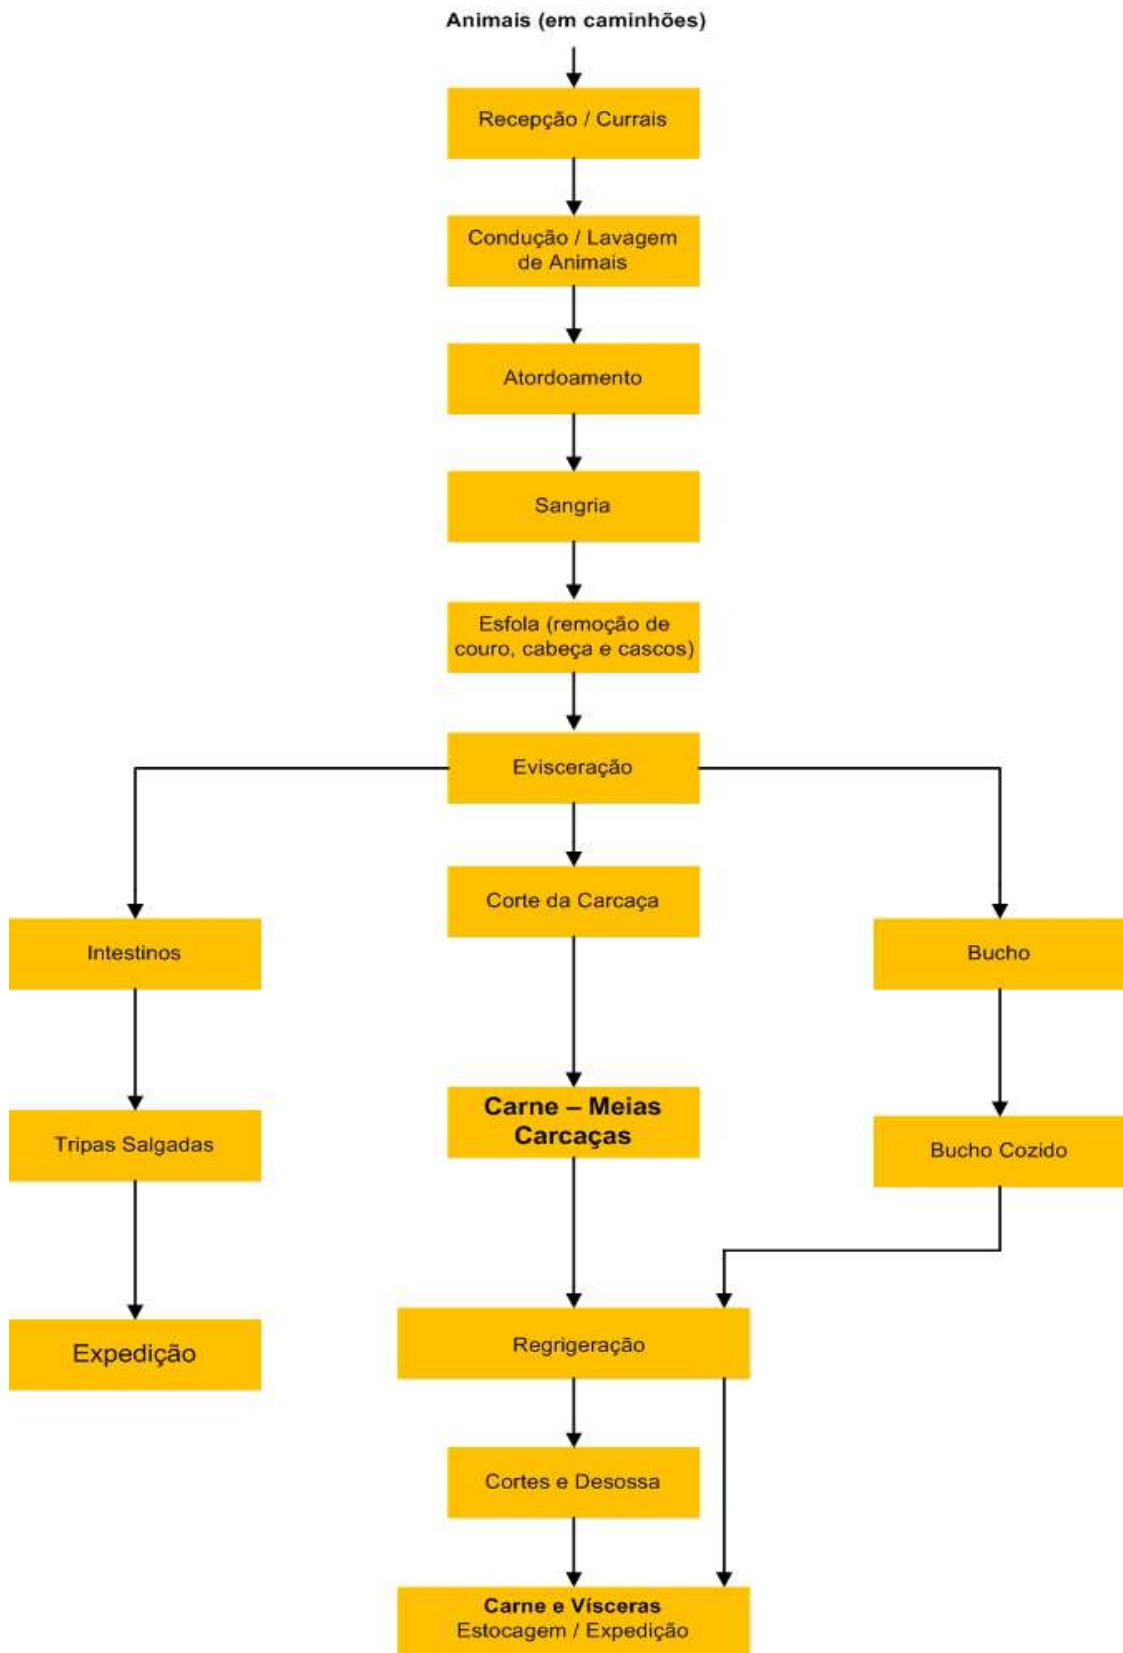 Animais (em caminhões)
Recepção / Currais
Condução / Lavagem
de Animais
Atordoamento
Sangria
Esfola (remoção de
couro, cabeça e cascos)
Evisceração
Corte da Carcaça
Intestinos
Bucho
Carne – Meias
Carcaças
Tripas Salgadas
Bucho Cozido
Regrigeração
Expedição
Cortes e Desossa
Carne e Vísceras
Estocagem / Expedição